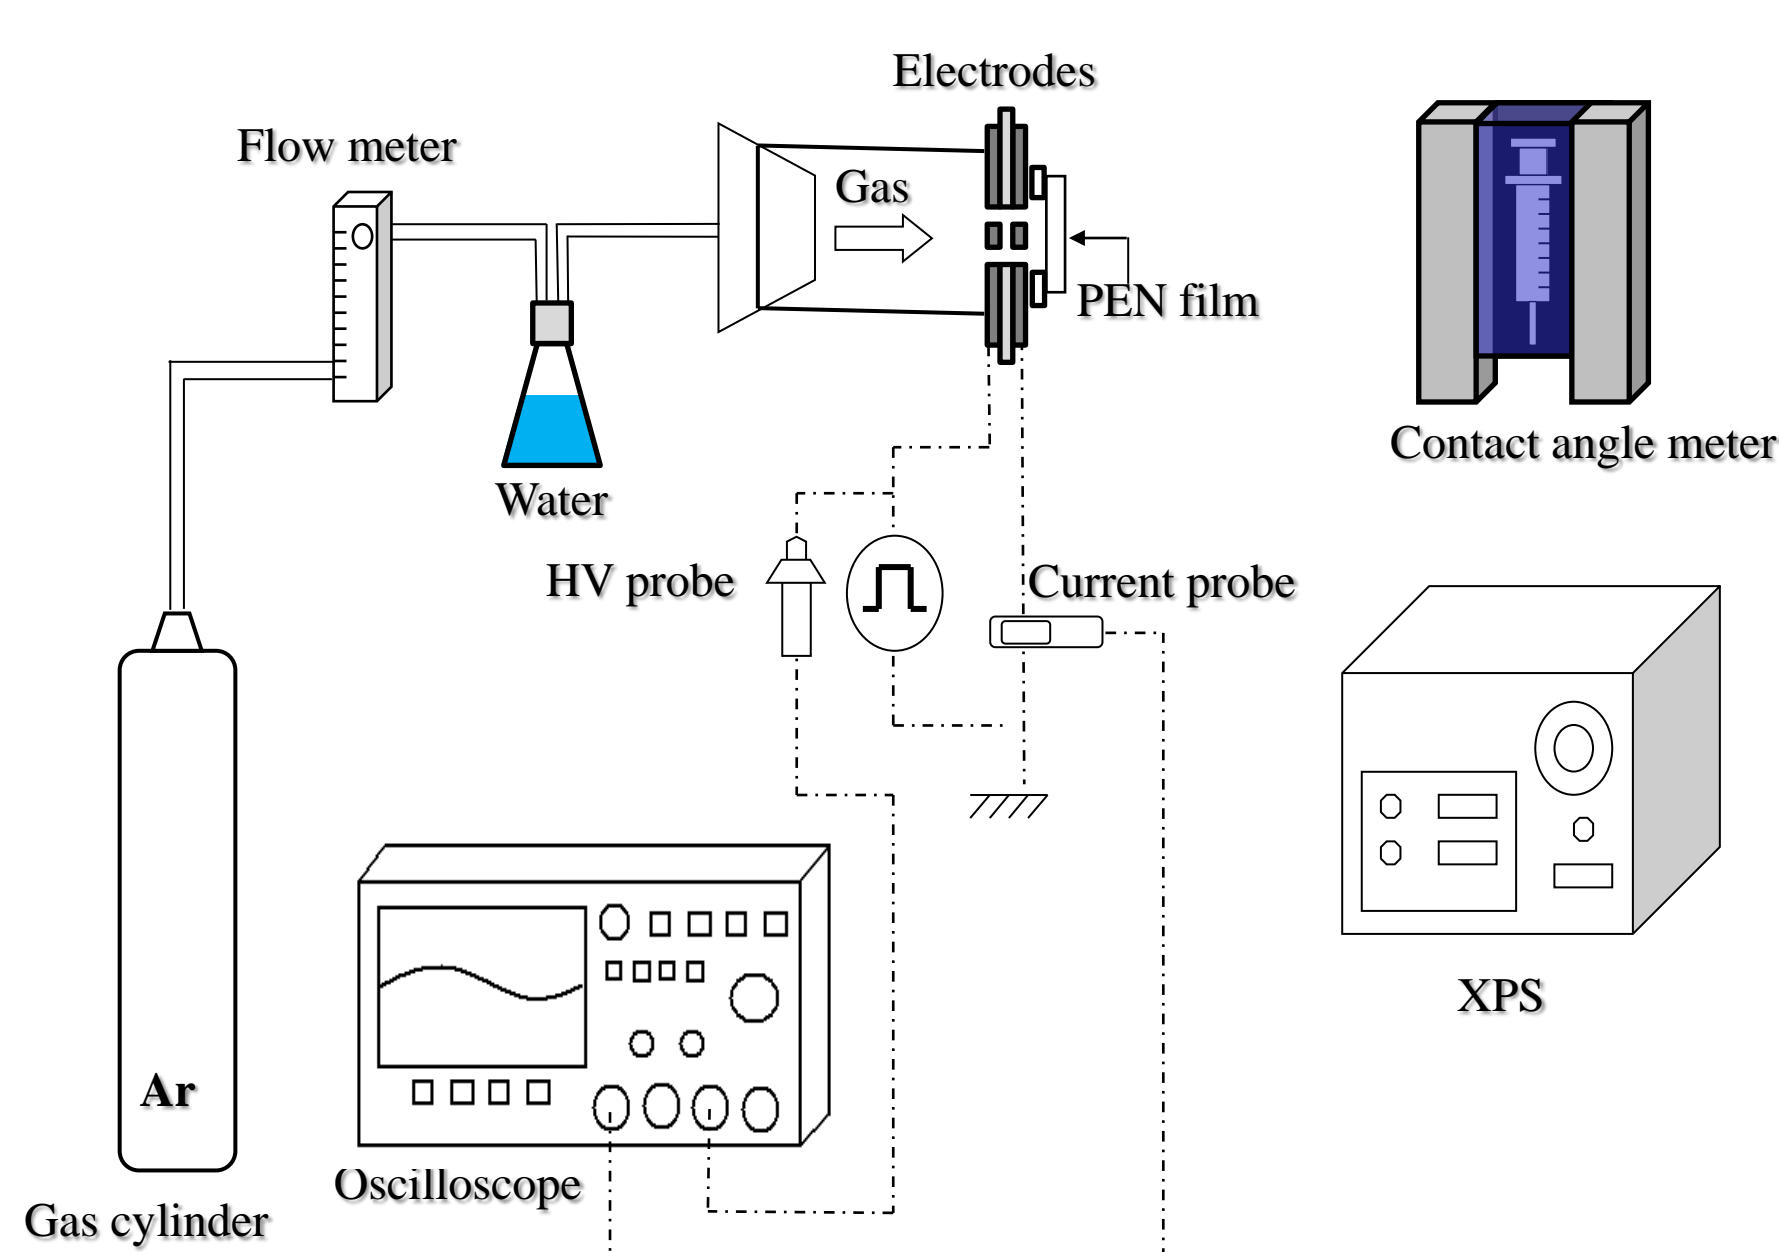 Electrodes
Flow meter
Gas
PEN film
Contact angle meter
Water
HV probe
Current probe
XPS
Ar
Oscilloscope
Gas cylinder